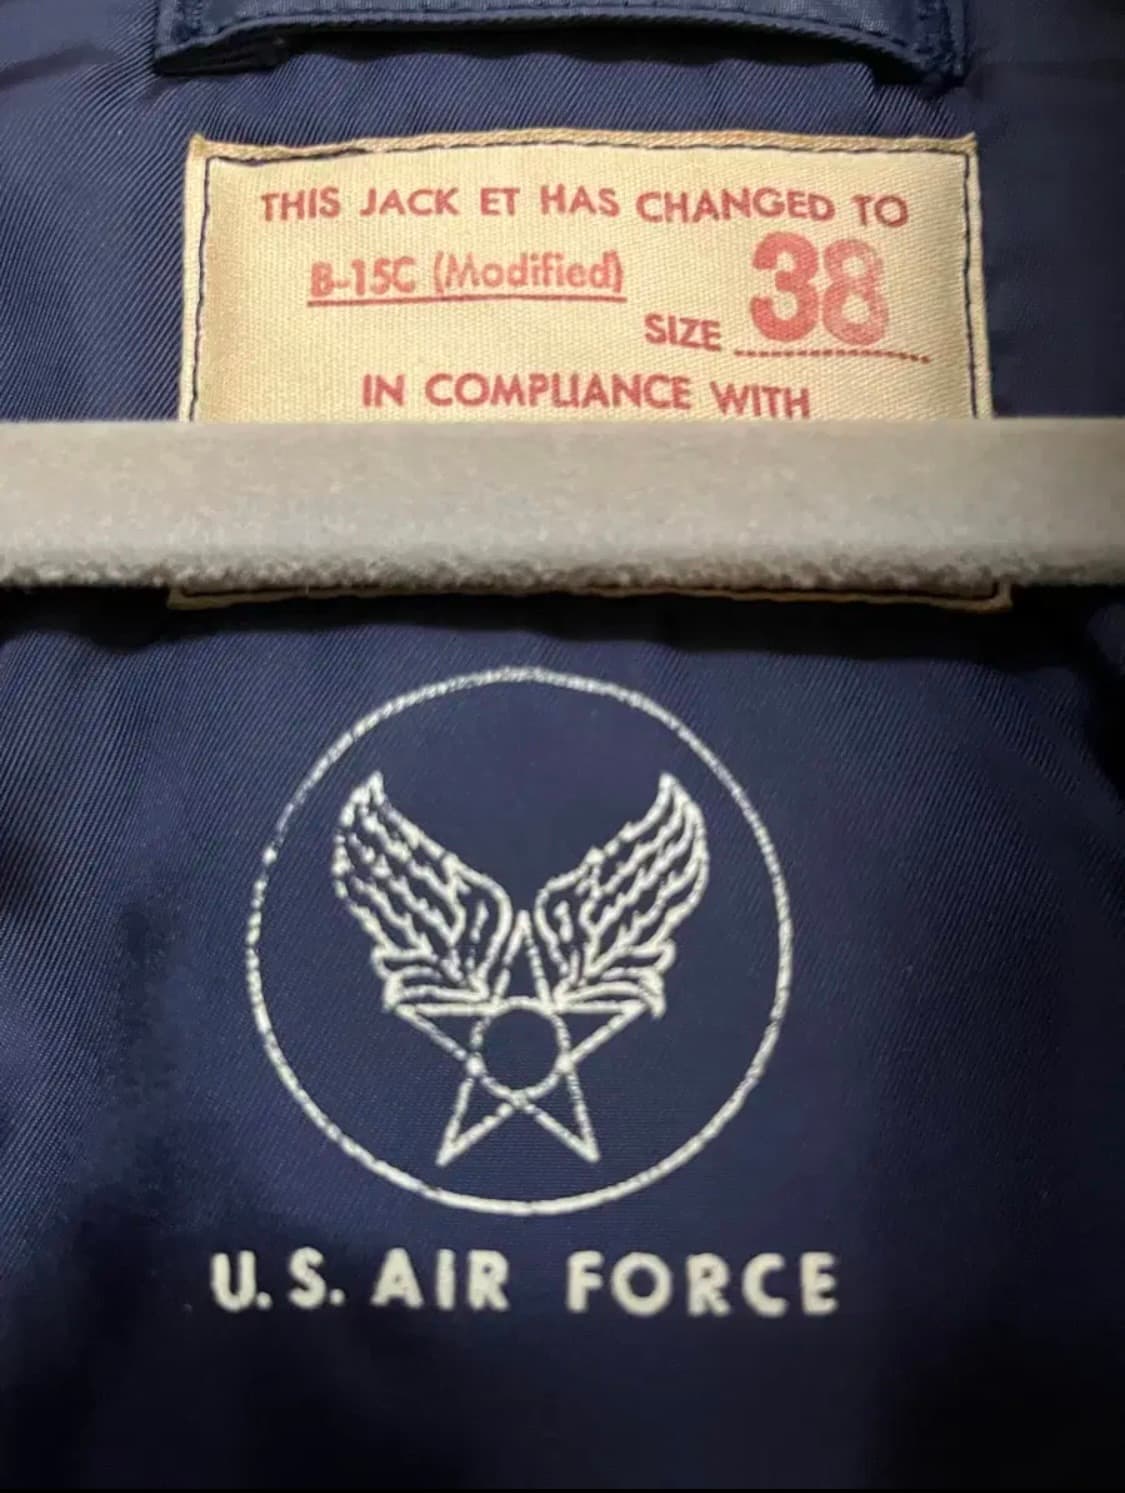 THIS JACK ET HAS CHANGED TO
B-15C (Modified)
SIZE 38
IN COMPLIANCE WITH
U.S. AIR FORCE